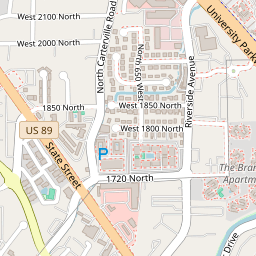 West 2100 North
University Park
West 2000 North
North Carterville Road
North 650 West
Riverside Avenue
1850 North
West 1850 North
US 89
West 1800 North
State Street
P
The Bran
Apartme
1720 North
Drive